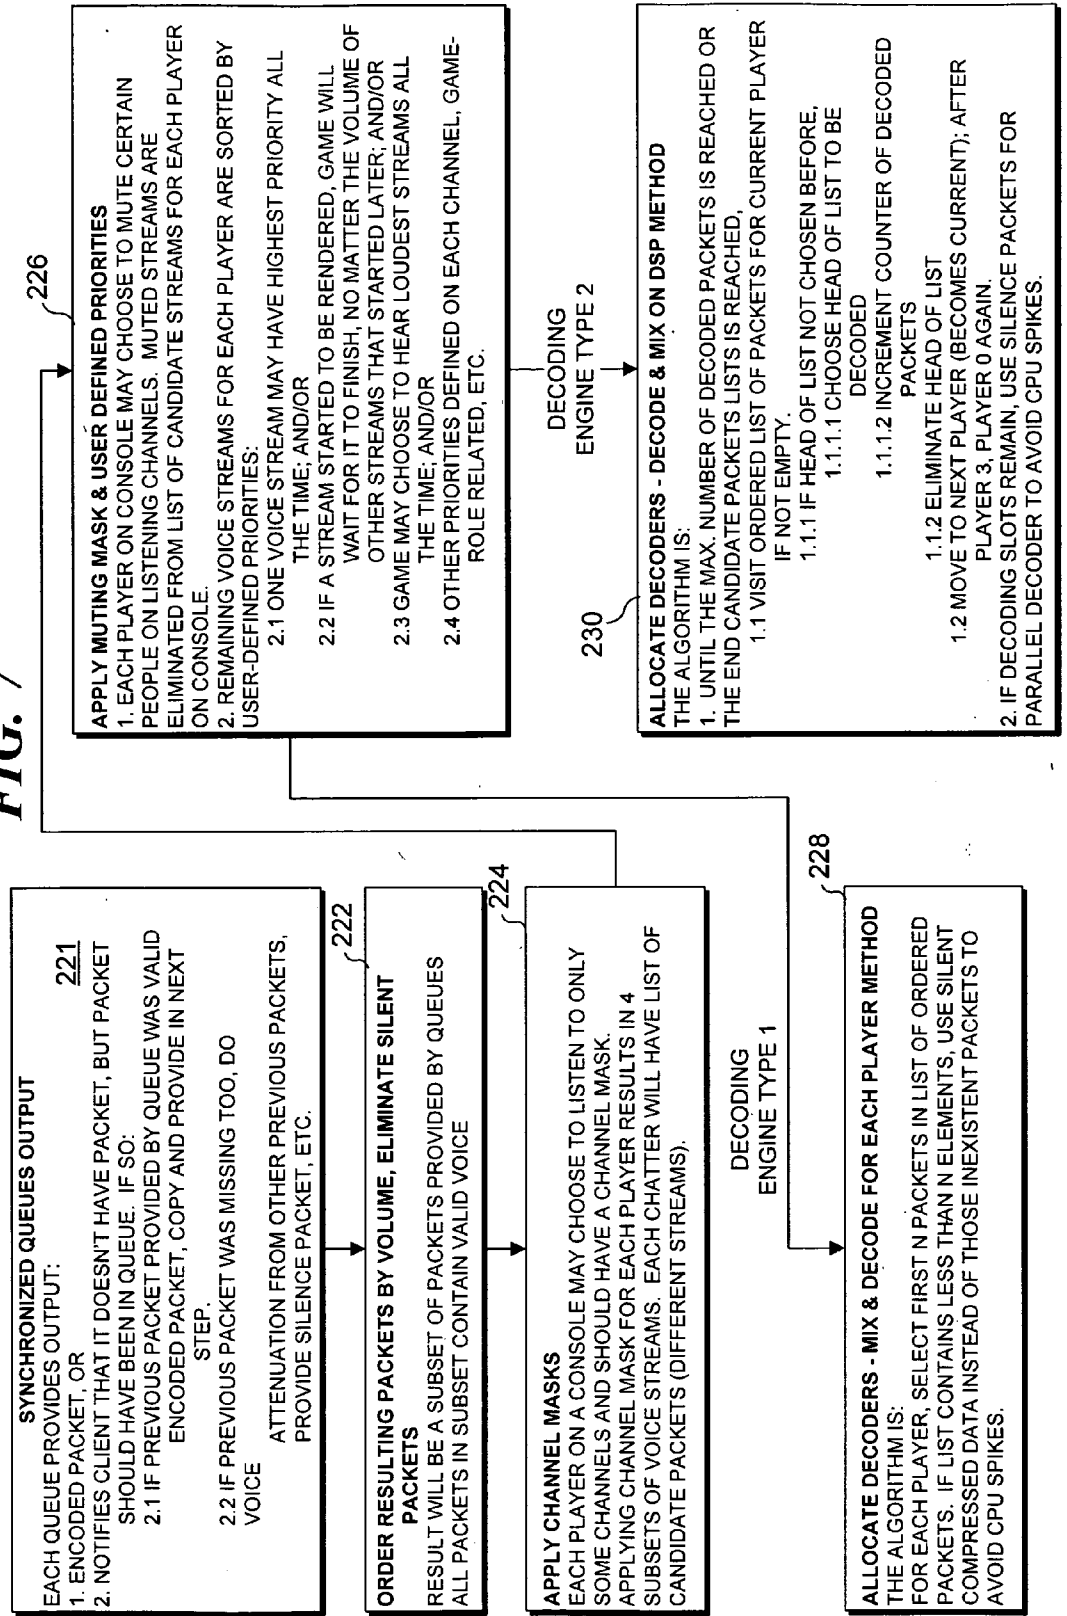 FIG. 7
SYNCHRONIZED QUEUES OUTPUT
EACH QUEUE PROVIDES OUTPUT:
221
1. ENCODED PACKET, OR
2. NOTIFIES CLIENT THAT IT DOESN'T HAVE PACKET, BUT PACKET
SHOULD HAVE BEEN IN QUEUE. IF SO:
2.1 IF PREVIOUS PACKET PROVIDED BY QUEUE WAS VALID
ENCODED PACKET, COPY AND PROVIDE IN NEXT
STEP.
2.2 IF PREVIOUS PACKET WAS MISSING TOO, DO
VOICE
ATTENUATION FROM OTHER PREVIOUS PACKETS,
PROVIDE SILENCE PACKET, ETC.
222
ORDER RESULTING PACKETS BY VOLUME, ELIMINATE SILENT
PACKETS
RESULT WILL BE A SUBSET OF PACKETS PROVIDED BY QUEUES
ALL PACKETS IN SUBSET CONTAIN VALID VOICE
224
APPLY CHANNEL MASKS
EACH PLAYER ON A CONSOLE MAY CHOOSE TO LISTEN TO ONLY
SOME CHANNELS AND SHOULD HAVE A CHANNEL MASK.
APPLYING CHANNEL MASK FOR EACH PLAYER RESULTS IN 4
SUBSETS OF VOICE STREAMS. EACH CHATTER WILL HAVE LIST OF
CANDIDATE PACKETS (DIFFERENT STREAMS).
DECODING
ENGINE TYPE 1
228
ALLOCATE DECODERS - MIX & DECODE FOR EACH PLAYER METHOD
THE ALGORITHM IS:
FOR EACH PLAYER, SELECT FIRST N PACKETS IN LIST OF ORDERED
PACKETS. IF LIST CONTAINS LESS THAN N ELEMENTS, USE SILENT
COMPRESSED DATA INSTEAD OF THOSE INEXISTENT PACKETS TO
AVOID CPU SPIKES.
226
APPLY MUTING MASK & USER DEFINED PRIORITIES
1. EACH PLAYER ON CONSOLE MAY CHOOSE TO MUTE CERTAIN
PEOPLE ON LISTENING CHANNELS. MUTED STREAMS ARE
ELIMINATED FROM LIST OF CANDIDATE STREAMS FOR EACH PLAYER
ON CONSOLE.
2. REMAINING VOICE STREAMS FOR EACH PLAYER ARE SORTED BY
USER-DEFINED PRIORITIES:
2.1 ONE VOICE STREAM MAY HAVE HIGHEST PRIORITY ALL
THE TIME; AND/OR
2.2 IF A STREAM STARTED TO BE RENDERED, GAME WILL
WAIT FOR IT TO FINISH, NO MATTER THE VOLUME OF
OTHER STREAMS THAT STARTED LATER; AND/OR
2.3 GAME MAY CHOOSE TO HEAR LOUDEST STREAMS ALL
THE TIME; AND/OR
2.4 OTHER PRIORITIES DEFINED ON EACH CHANNEL, GAME-
ROLE RELATED, ETC.
DECODING
ENGINE TYPE 2
230
ALLOCATE DECODERS - DECODE & MIX ON DSP METHOD
THE ALGORITHM IS:
1. UNTIL THE MAX. NUMBER OF DECODED PACKETS IS REACHED OR
THE END CANDIDATE PACKETS LISTS IS REACHED,
1.1 VISIT ORDERED LIST OF PACKETS FOR CURRENT PLAYER
IF NOT EMPTY.
1.1.1 IF HEAD OF LIST NOT CHOSEN BEFORE,
1.1.1.1 CHOOSE HEAD OF LIST TO BE
DECODED
1.1.1.2 INCREMENT COUNTER OF DECODED
PACKETS
1.1.2 ELIMINATE HEAD OF LIST
1.2 MOVE TO NEXT PLAYER (BECOMES CURRENT); AFTER
PLAYER 3, PLAYER 0 AGAIN.
2. IF DECODING SLOTS REMAIN, USE SILENCE PACKETS FOR
PARALLEL DECODER TO AVOID CPU SPIKES.